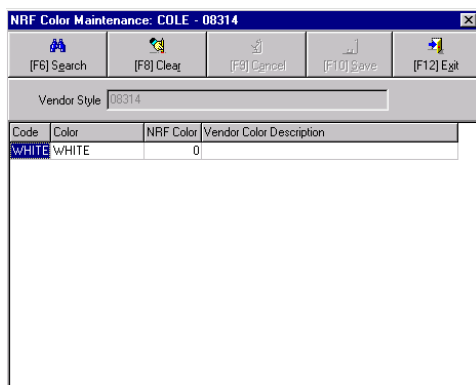 NRF Color Maintenance: COLE - 08314
[F6] Search [F8] Clear [F9] Cancel [F10] Save [F12] Exit
Vendor Style 08314
Code Color NRF Color Vendor Color Description
WHITE WHITE 0